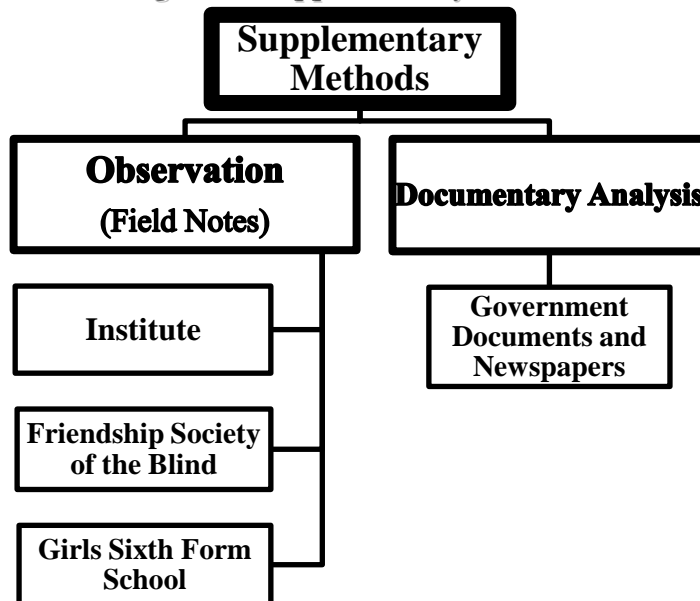 Supplementary
Methods
Observation
(Field Notes)
Documentary Analysis
Institute
Government
Documents and
Newspapers
Friendship Society
of the Blind
Girls Sixth Form
School